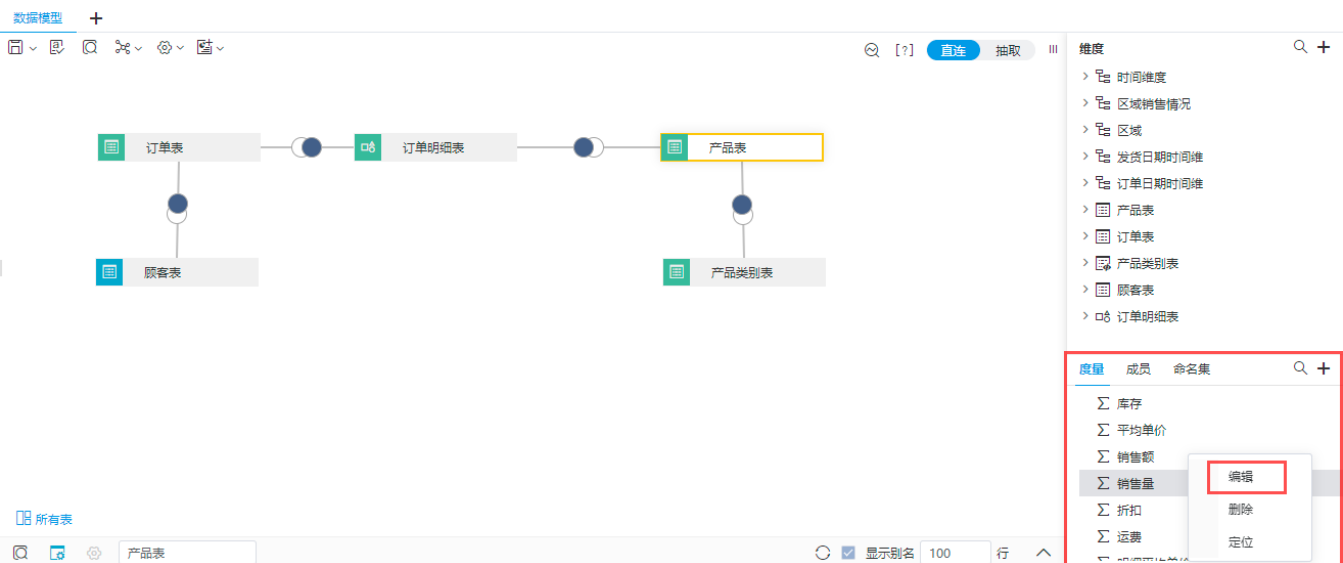 数据模型
[?]
直连 抽取
维度
时间维度
区域销售情况
区域
发货日期时间维
订单日期时间维
产品表
订单表
产品类别表
顾客表
订单明细表
订单表
订单明细表
产品表
顾客表
产品类别表
度量 成员 命名集
库存
平均单价
销售额
销售量
折扣
运费
编辑
删除
定位
所有表
产品表
显示别名 100 行